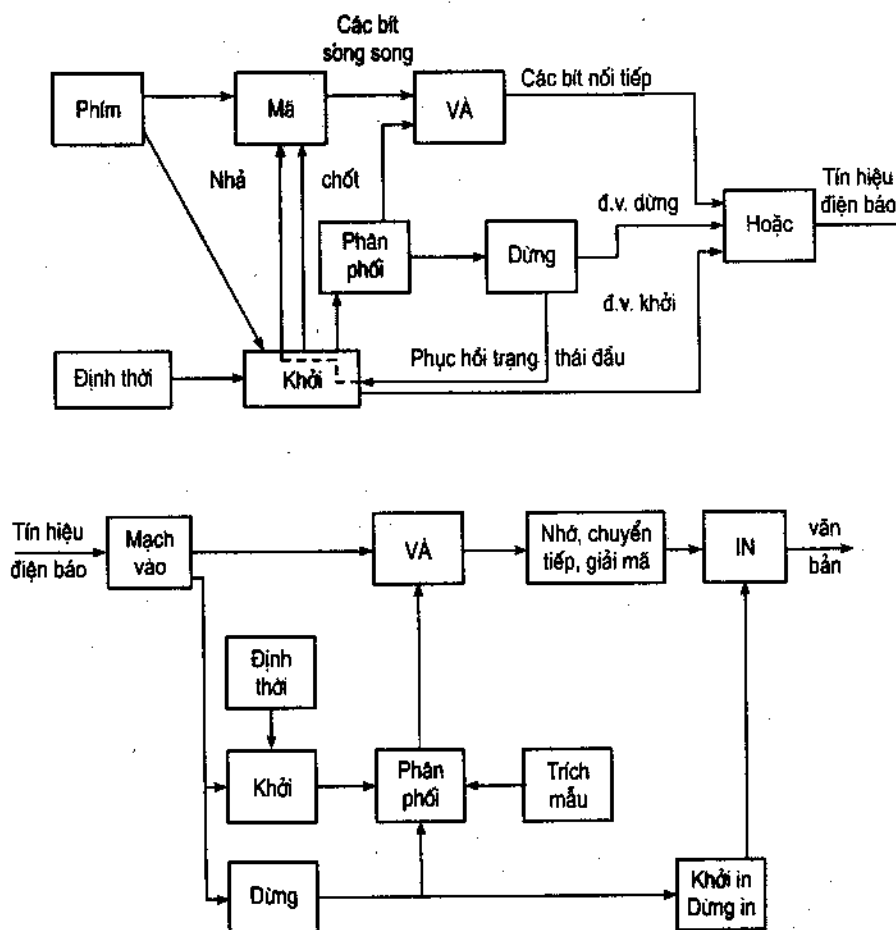 Các bít
sòng song
Phím
Mã
VÀ
Các bít nối tiếp
Nhả
chốt
Tín hiệu
điện báo
Phân
phối
Dừng
đ.v. dừng
Hoặc
đ.v. khởi
Phục hồi trạng thái đẩu
Định thời
Khởi
Tín hiệu
điện báo
Mạch
vào
VÀ
Nhớ, chuyển
tiếp, giải mã
IN
văn
bản
Định
thời
Khởi
Phân
phối
Trích
mẫu
Dừng
Khởi in
Dừng in